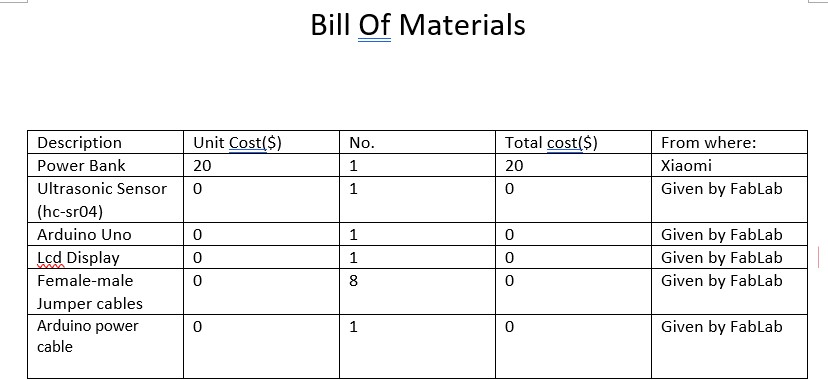 Bill Of Materials
Description Unit Cost($) No. Total cost($) From where:
Power Bank 20 1 20 Xiaomi
Ultrasonic Sensor 0 1 0 Given by FabLab
(hc-sr04)
Arduino Uno 0 1 0 Given by FabLab
Lcd Display 0 1 0 Given by FabLab
Female-male 0 8 0 Given by FabLab
Jumper cables
Arduino power 0 1 0 Given by FabLab
cable